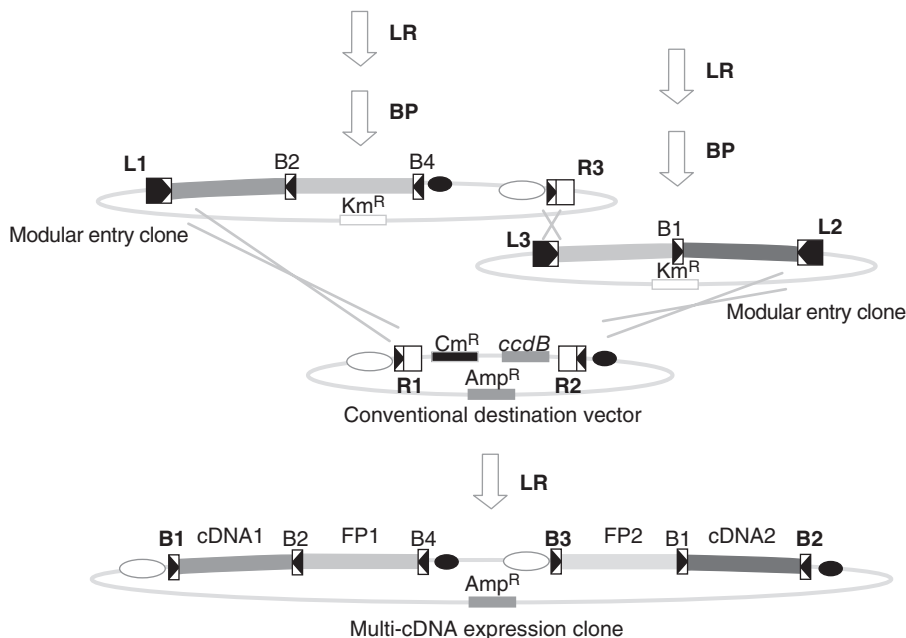 LR
LR
BP
BP
L1 B2 B4 R3
Km^R
Modular entry clone
L3 B1 L2
Km^R
Modular entry clone
Cm^R ccdB
R1 Amp^R R2
Conventional destination vector
LR
B1 cDNA1 B2 FP1 B4 B3 FP2 B1 cDNA2 B2
Amp^R
Multi-cDNA expression clone